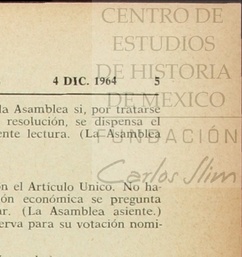 CENTRO DE
ESTUDIOS
DE HISTORIA
DE MEXICO
FUNDACIÓN
Carlos Slim
4 DIC. 1964 5
la Asamblea si, por tratarse
resolución, se dispensa el
ente lectura. (La Asamblea
n el Artículo Unico. No ha-
ión económica se pregunta
ar. (La Asamblea asiente.)
erva para su votación nomi-